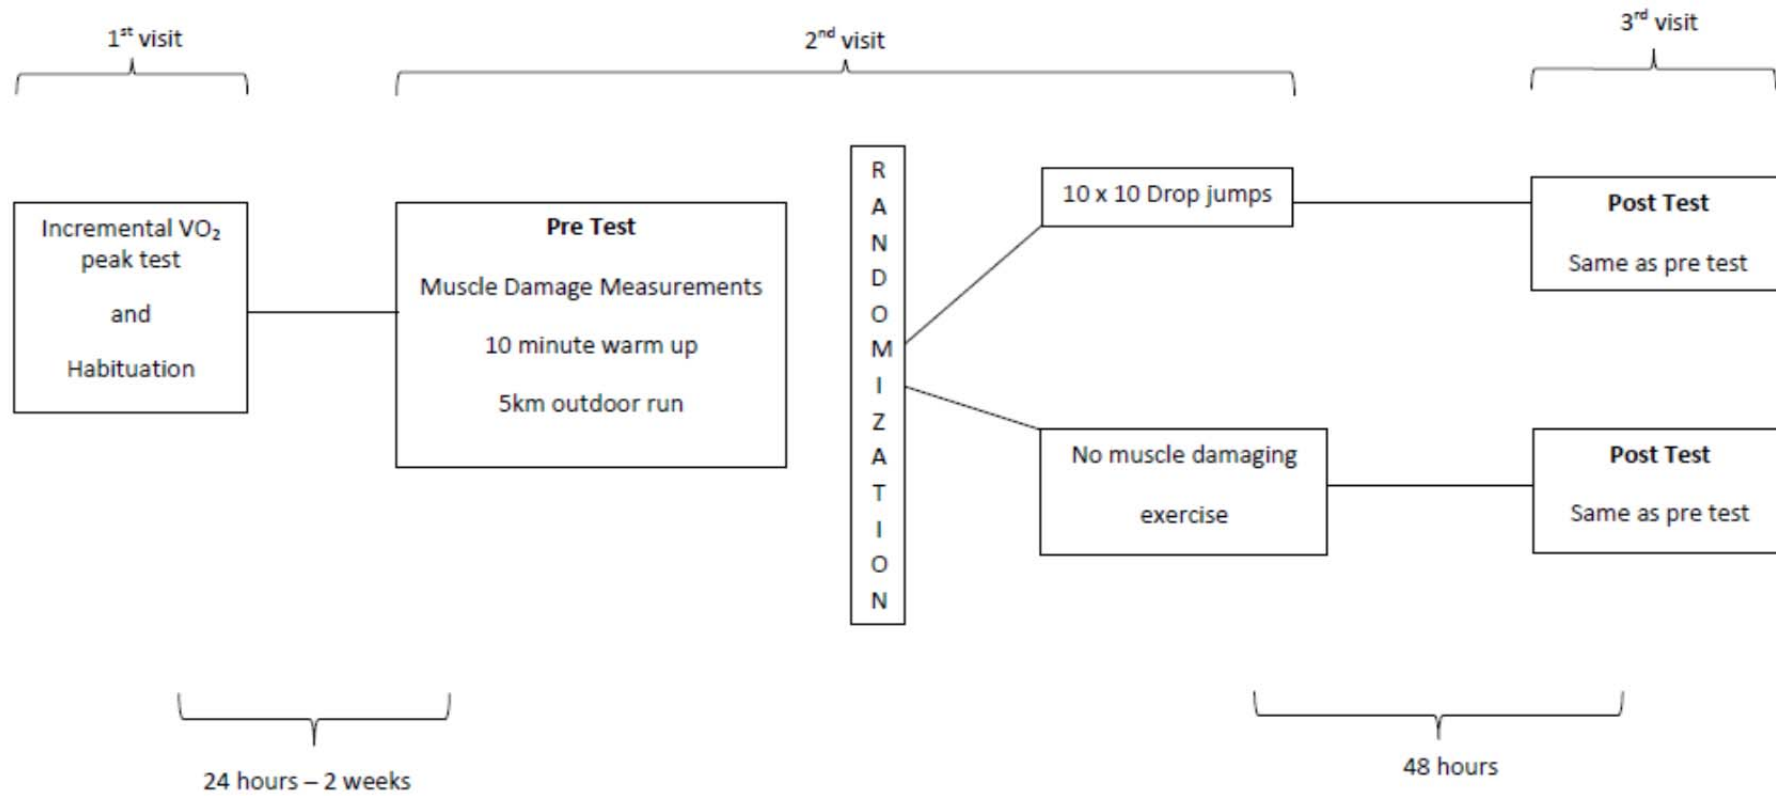 1st visit
2nd visit
3rd visit
Incremental VO₂
peak test
and
Habituation
Pre Test
Muscle Damage Measurements
10 minute warm up
5km outdoor run
R
A
N
D
O
M
I
Z
A
T
I
O
N
10 x 10 Drop jumps
No muscle damaging
exercise
Post Test
Same as pre test
Post Test
Same as pre test
24 hours – 2 weeks
48 hours